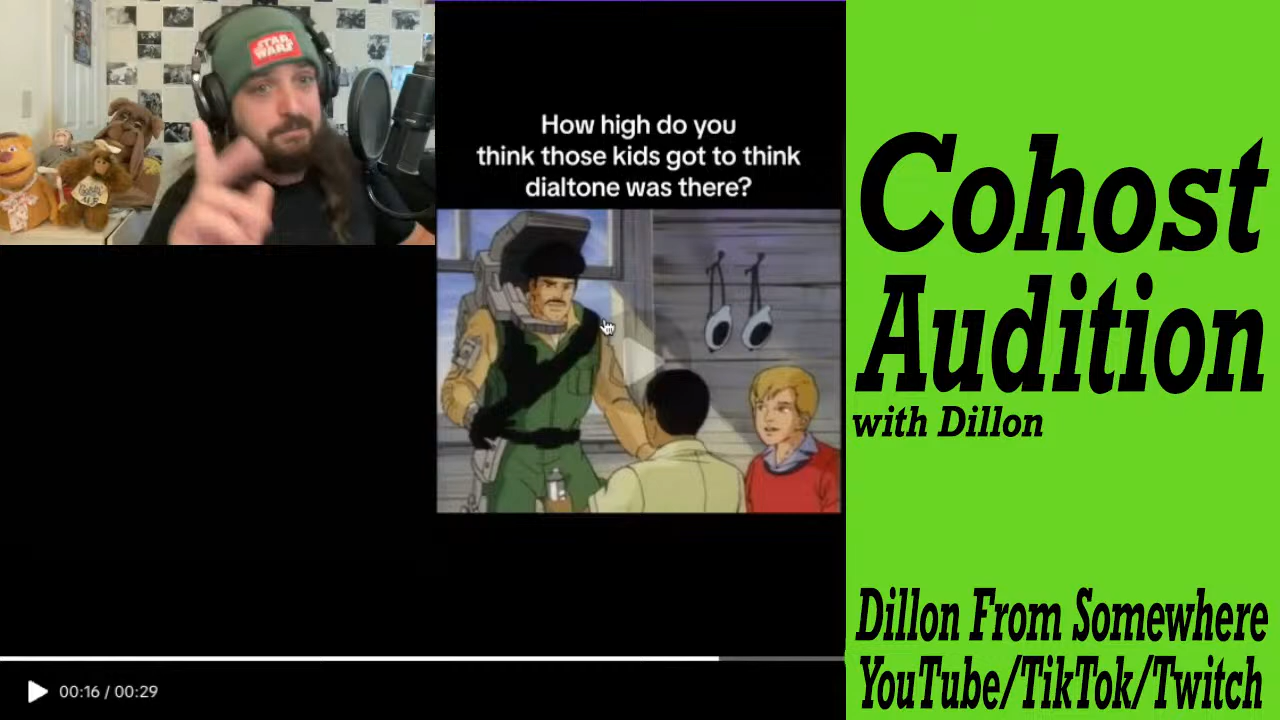 STAR
WARS
How high do you
think those kids got to think
dialtone was there?
Cohost
Audition
with Dillon
Dillon From Somewhere
YouTube/TikTok/Twitch
00:16 / 00:29